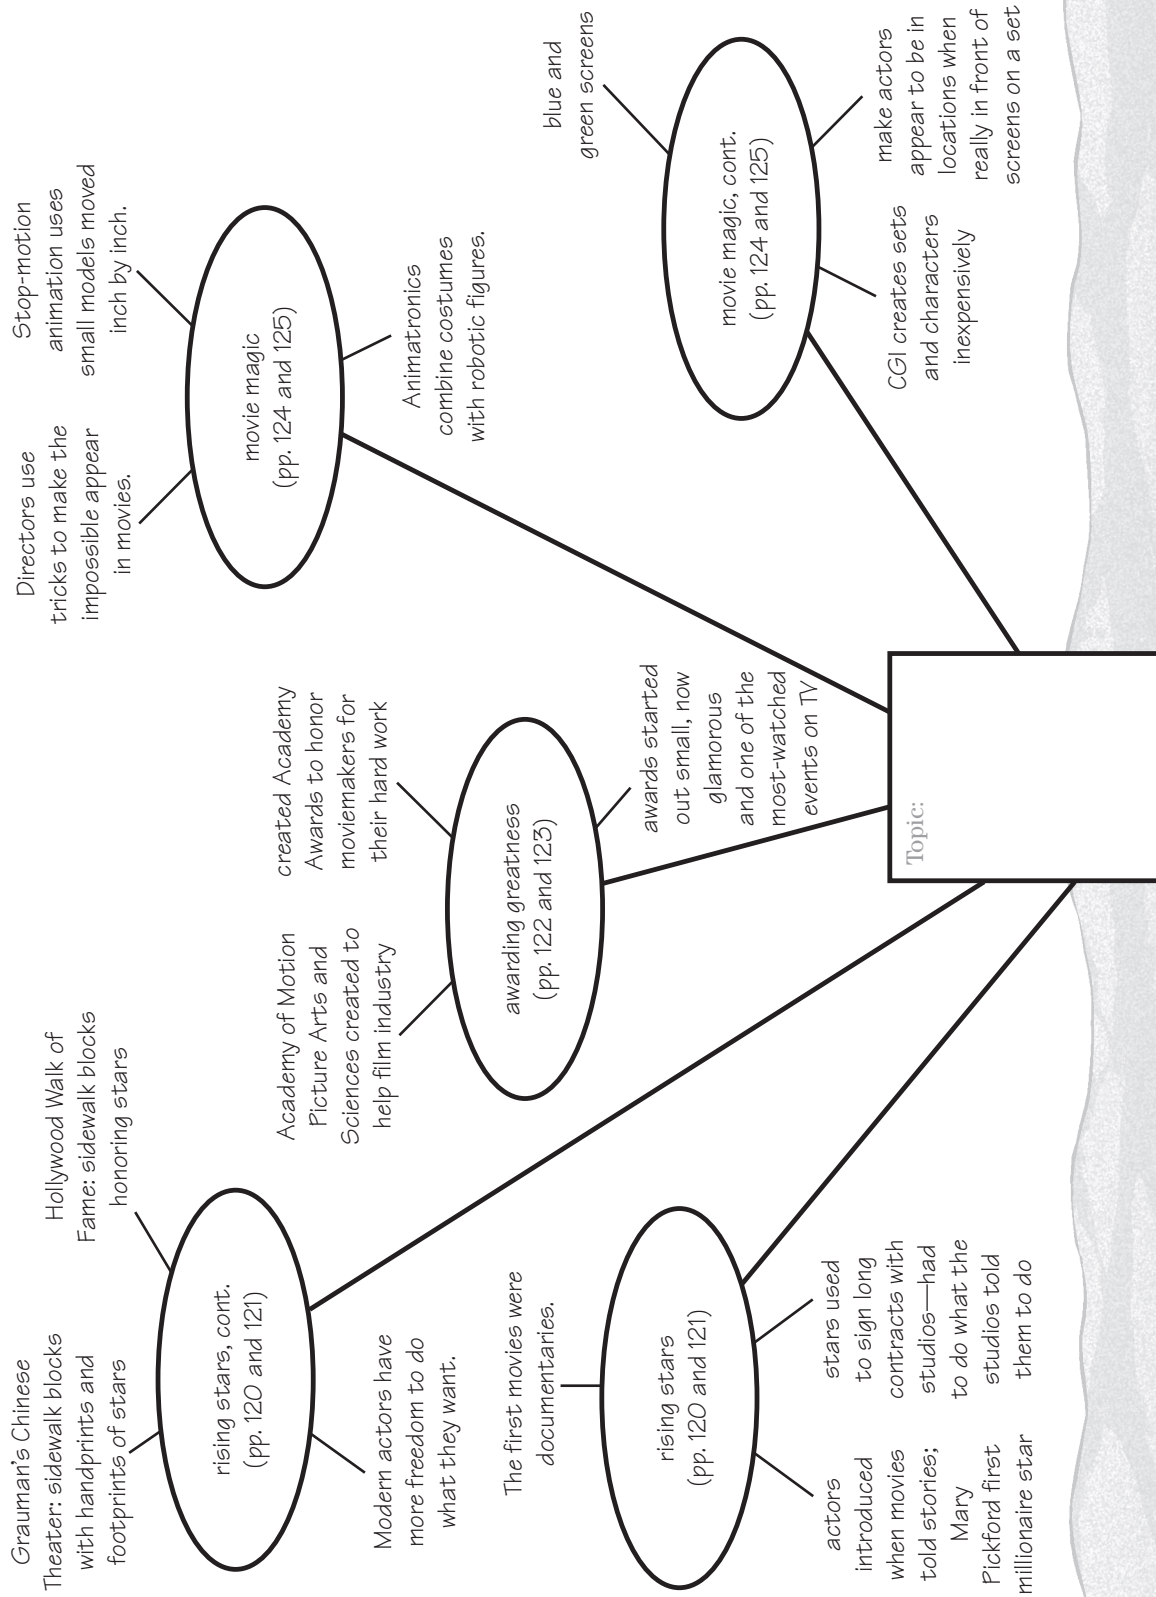 Grauman's Chinese
Theater: sidewalk blocks
with handprints and
footprints of stars
Hollywood Walk of
Fame: sidewalk blocks
honoring stars
rising stars, cont.
(pp. 120 and 121)
Modern actors have
more freedom to do
what they want.
Directors use
tricks to make the
impossible appear
in movies.
Stop-motion
animation uses
small models moved
inch by inch.
movie magic
(pp. 124 and 125)
Animatronics
combine costumes
with robotic figures.
Academy of Motion
Picture Arts and
Sciences created to
help film industry
created Academy
Awards to honor
moviemakers for
their hard work
awarding greatness
(pp. 122 and 123)
awards started
out small, now
glamorous
and one of the
most-watched
events on TV
The first movies were
documentaries.
rising stars
(pp. 120 and 121)
actors
introduced
when movies
told stories;
Mary
Pickford first
millionaire star
stars used
to sign long
contracts with
studios—had
to do what the
studios told
them to do
blue and
green screens
movie magic, cont.
(pp. 124 and 125)
CGI creates sets
and characters
inexpensively
make actors
appear to be in
locations when
really in front of
screens on a set
Topic: